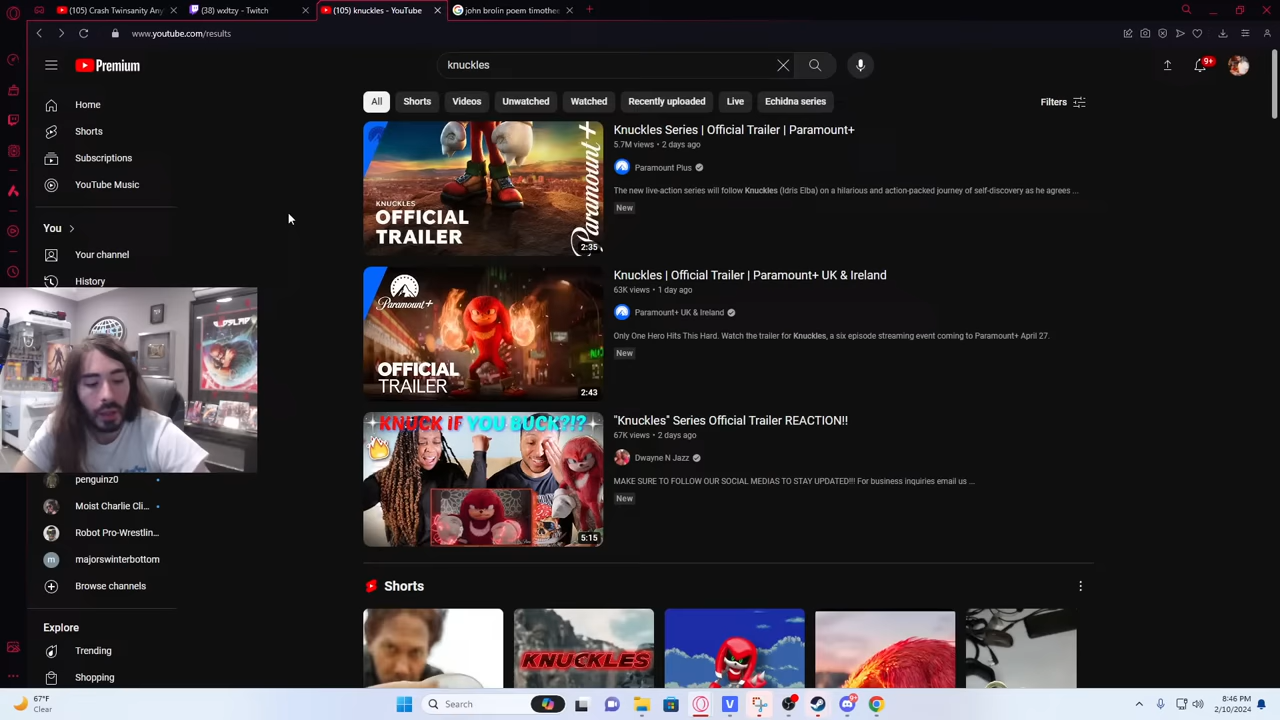 (105) Crash Twinsanity Any
(38) wxltzy - Twitch
(105) knuckles - YouTube
john brolin poem timothee
www.youtube.com/results
Premium
knuckles
9+
All
Shorts
Videos
Unwatched
Watched
Recently uploaded
Live
Echidna series
Filters
Home
Shorts
Subscriptions
YouTube Music
You
Your channel
History
penguinz0
Moist Charlie Cli...
Robot Pro-Wrestlin...
m
majorswinterbottom
Browse channels
Explore
Trending
Shopping
KNUCKLES
OFFICIAL
TRAILER
Paramount+
2:35
Knuckles Series | Official Trailer | Paramount+
5.7M views • 2 days ago
Paramount Plus
The new live-action series will follow Knuckles (Idris Elba) on a hilarious and action-packed journey of self-discovery as he agrees ...
New
Paramount+
OFFICIAL
TRAILER
2:43
Knuckles | Official Trailer | Paramount+ UK & Ireland
63K views • 1 day ago
Paramount+ UK & Ireland
Only One Hero Hits This Hard. Watch the trailer for Knuckles, a six episode streaming event coming to Paramount+ April 27.
New
KNUCK IF YOU BUCK?!?
5:15
"Knuckles" Series Official Trailer REACTION!!
67K views • 2 days ago
Dwayne N Jazz
MAKE SURE TO FOLLOW OUR SOCIAL MEDIAS TO STAY UPDATED!!! For business inquiries email us ...
New
Shorts
KNUCKLES
67°F
Clear
Search
8:46 PM
2/10/2024